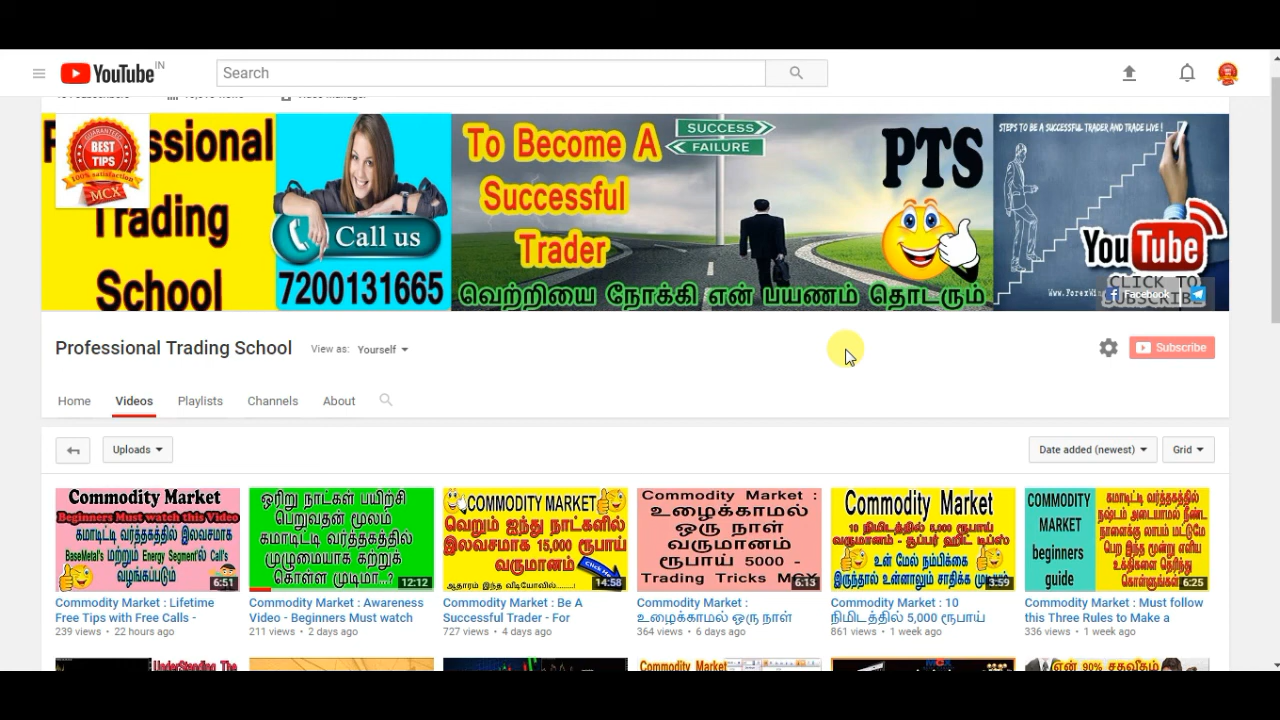 YouTube IN
Search
Professional
Trading
School
GUARANTEED
BEST
TIPS
100% satisfaction
MCX
Call us
7200131665
To Become A
Successful
Trader
SUCCESS
FAILURE
PTS
வெற்றியை நோக்கி என் பயணம் தொடரும்
STEPS TO BE A SUCCESSFUL TRADER AND TRADE LIVE !
YouTube
CLICK TO
SUBSCRIBE
Facebook
Professional Trading School
View as: Yourself
Subscribe
Home Videos Playlists Channels About
Uploads
Date added (newest) Grid
Commodity Market
Beginners Must watch this Video
கமாடிட்டி வர்த்தகத்தில் இலவசமாக
BaseMetal's மற்றும் Energy Segment'ல் Call's
வழங்கப்படும்
6:51
Commodity Market : Lifetime
Free Tips with Free Calls -
239 views • 22 hours ago
ஓரிறு நாட்கள் பயிற்சி
பெறுவதன் மூலம்
கமாடிட்டி வர்த்தகத்தில்
முழுமையாக கற்றுக்
கொள்ள முடிமா...?
12:12
Commodity Market : Awareness
Video - Beginners Must watch
211 views • 2 days ago
COMMODITY MARKET
வெறும் ஐந்து நாட்களில்
இலவசமாக 15,000 ரூபாய்
வருமானம்
ஆதாரம் இந்த வீடியோவில்.......!
14:58
Commodity Market : Be A
Successful Trader - For
727 views • 4 days ago
Commodity Market :
உழைக்காமல்
ஒரு நாள்
வருமானம்
ரூபாய் 5000 -
Trading Tricks MCX
6:13
Commodity Market :
உழைக்காமல் ஒரு நாள்
364 views • 6 days ago
Commodity Market
10 நிமிடத்தில் 5,000 ரூபாய்
வருமானம் - சூப்பர் ஹிட் டிப்ஸ்
உன் மேல் நம்பிக்கை
இருந்தால் உன்னாலும் சாதிக்க
3:59
Commodity Market : 10
நிமிடத்தில் 5,000 ரூபாய்
861 views • 1 week ago
COMMODITY
MARKET
beginners
guide
கமாடிட்டி வர்த்தகத்தில்
நஷ்டம் அடையாமல் நீண்ட
நாளைக்கு லாபம் மட்டுமே
பெற இந்த மூன்று எளிய
உக்திகளை தெரிந்து
கொள்ளுங்கள்
6:25
Commodity Market : Must follow
this Three Rules to Make a
336 views • 1 week ago
UnderStanding The
Commodity Market
MCX
ஏன் 90% சதவீதம்